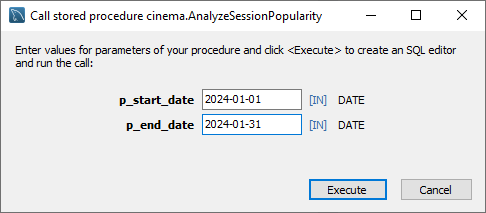 Call stored procedure cinema.AnalyzeSessionPopularity
Enter values for parameters of your procedure and click <Execute> to create an SQL editor
and run the call:
p_start_date 2024-01-01 [IN] DATE
p_end_date 2024-01-31 [IN] DATE
Execute Cancel